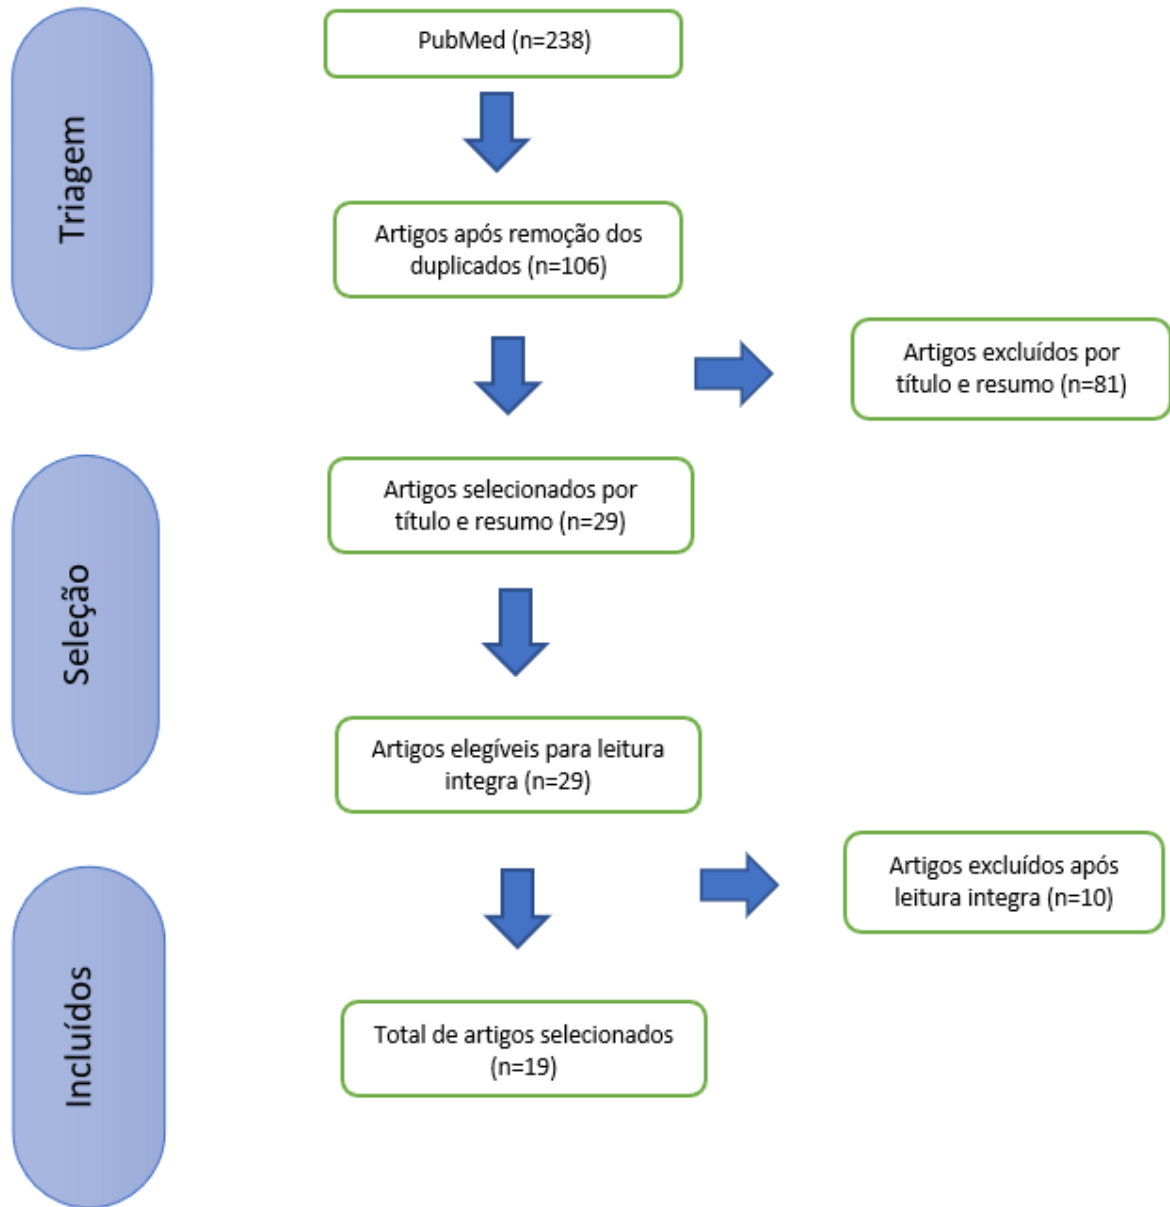 Triagem
PubMed (n=238)
Artigos após remoção dos
duplicados (n=106)
Artigos excluídos por
título e resumo (n=81)
Seleção
Artigos selecionados por
título e resumo (n=29)
Artigos elegíveis para leitura
integra (n=29)
Artigos excluídos após
leitura integra (n=10)
Incluídos
Total de artigos selecionados
(n=19)